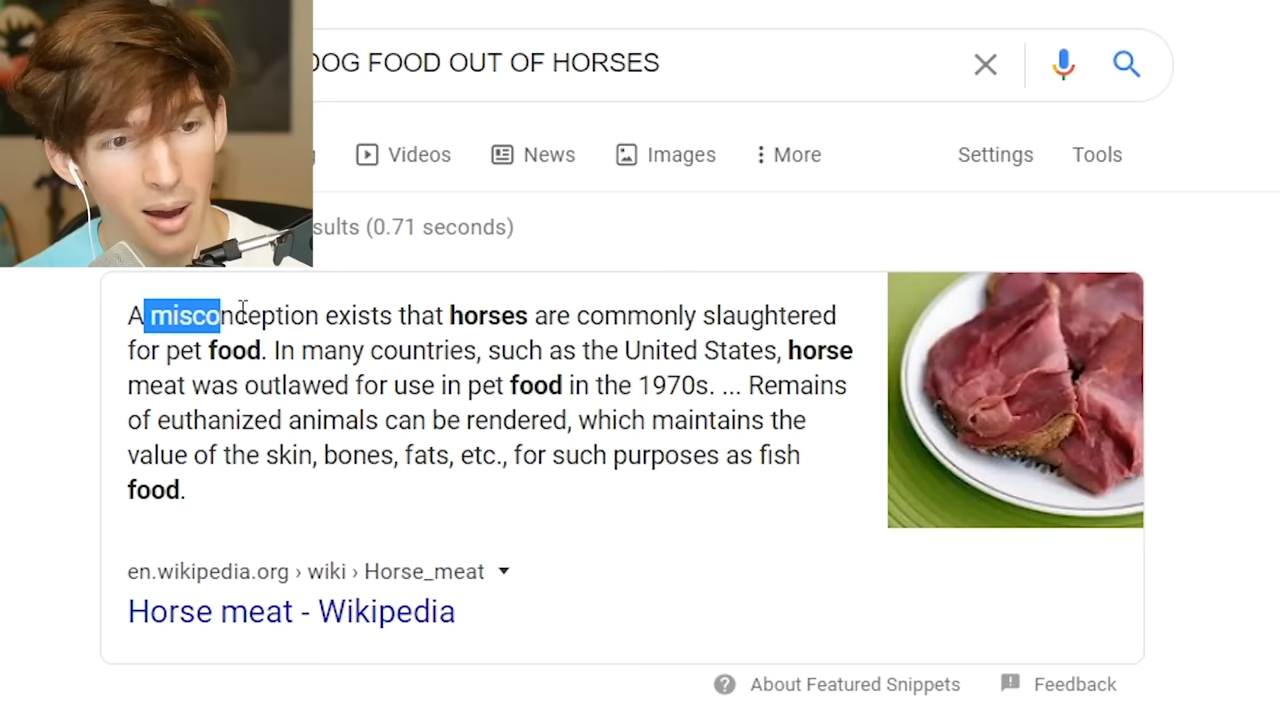 DOG FOOD OUT OF HORSES
Videos News Images More Settings Tools
sults (0.71 seconds)
A misconception exists that horses are commonly slaughtered
for pet food. In many countries, such as the United States, horse
meat was outlawed for use in pet food in the 1970s. ... Remains
of euthanized animals can be rendered, which maintains the
value of the skin, bones, fats, etc., for such purposes as fish
food.
en.wikipedia.org › wiki › Horse_meat
Horse meat - Wikipedia
About Featured Snippets Feedback